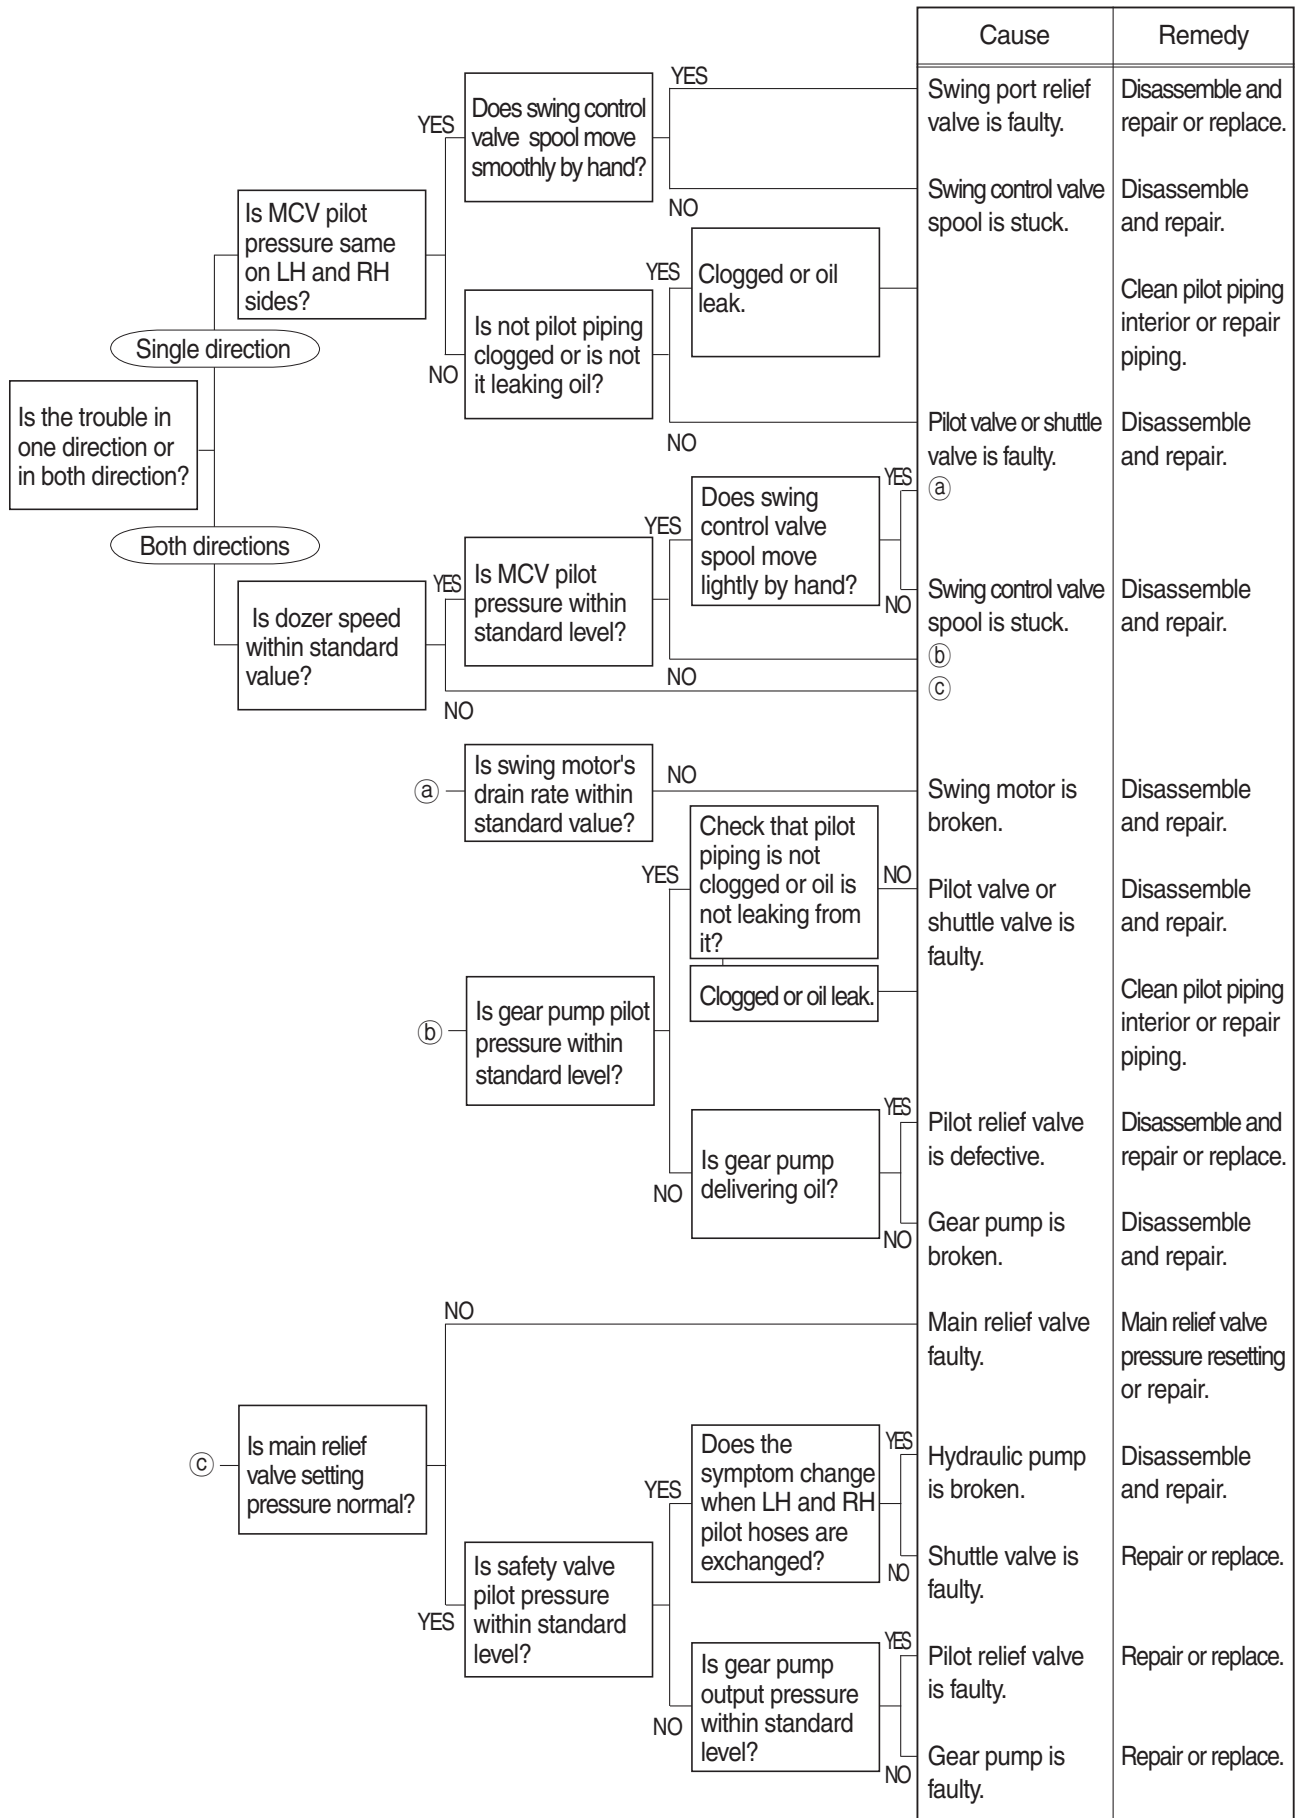 Cause
Remedy
YES
Does swing control
valve spool move
smoothly by hand?
YES
Swing port relief
valve is faulty.
Disassemble and
repair or replace.
NO
Swing control valve
spool is stuck.
Disassemble
and repair.
Is MCV pilot
pressure same
on LH and RH
sides?
Single direction
NO
Is not pilot piping
clogged or is not
it leaking oil?
YES
Clogged or oil
leak.
Clean pilot piping
interior or repair
piping.
NO
Pilot valve or shuttle
valve is faulty.
Disassemble
and repair.
Is the trouble in
one direction or
in both direction?
Both directions
Is dozer speed
within standard
value?
YES
Is MCV pilot
pressure within
standard level?
YES
Does swing
control valve
spool move
lightly by hand?
YES
ⓐ
NO
Swing control valve
spool is stuck.
Disassemble
and repair.
NO
ⓑ
NO
ⓒ
ⓐ
Is swing motor's
drain rate within
standard value?
NO
Swing motor is
broken.
Disassemble
and repair.
ⓑ
Is gear pump pilot
pressure within
standard level?
YES
Check that pilot
piping is not
clogged or oil is
not leaking from
it?
NO
Pilot valve or
shuttle valve is
faulty.
Disassemble
and repair.
Clogged or oil leak.
Clean pilot piping
interior or repair
piping.
NO
Is gear pump
delivering oil?
YES
Pilot relief valve
is defective.
Disassemble and
repair or replace.
NO
Gear pump is
broken.
Disassemble
and repair.
ⓒ
Is main relief
valve setting
pressure normal?
NO
Main relief valve
faulty.
Main relief valve
pressure resetting
or repair.
YES
Is safety valve
pilot pressure
within standard
level?
YES
Does the
symptom change
when LH and RH
pilot hoses are
exchanged?
YES
Hydraulic pump
is broken.
Disassemble
and repair.
NO
Shuttle valve is
faulty.
Repair or replace.
NO
Is gear pump
output pressure
within standard
level?
YES
Pilot relief valve
is faulty.
Repair or replace.
NO
Gear pump is
faulty.
Repair or replace.